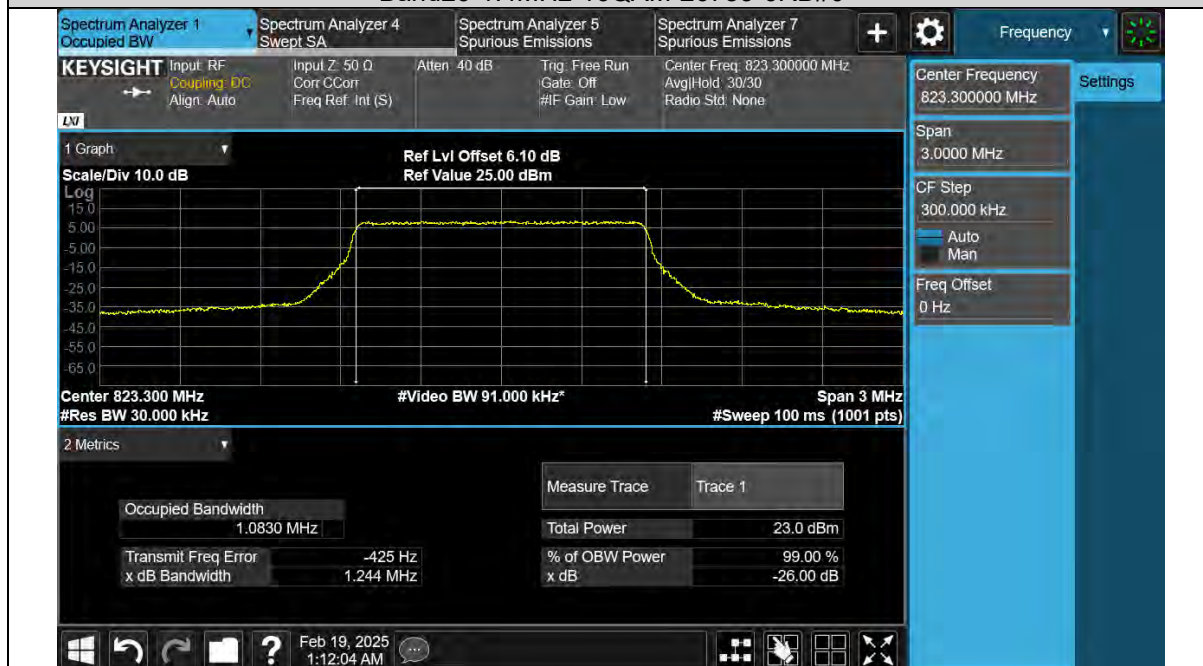 Spectrum Analyzer 1
Occupied BW
Spectrum Analyzer 4
Swept SA
Spectrum Analyzer 5
Spurious Emissions
Spectrum Analyzer 7
Spurious Emissions
+
Frequency
KEYSIGHT
Input: RF
Coupling: DC
Align: Auto
Input Z: 50 Ω
Corr CCorr
Freq Ref: Int (S)
Atten: 40 dB
Trig: Free Run
Gate: Off
#IF Gain: Low
Center Freq: 823.300000 MHz
Avg|Hold: 30/30
Radio Std: None
LXI
Center Frequency
823.300000 MHz
Settings
Span
3.0000 MHz
CF Step
300.000 kHz
Auto
Man
Freq Offset
0 Hz
1 Graph
Scale/Div 10.0 dB
Ref Lvl Offset 6.10 dB
Ref Value 25.00 dBm
Log
15.0
5.00
-5.00
-15.0
-25.0
-35.0
-45.0
-55.0
-65.0
Center 823.300 MHz
#Video BW 91.000 kHz*
Span 3 MHz
#Res BW 30.000 kHz
#Sweep 100 ms (1001 pts)
2 Metrics
Measure Trace
Trace 1
Occupied Bandwidth
1.0830 MHz
Total Power
23.0 dBm
Transmit Freq Error
-425 Hz
% of OBW Power
99.00 %
x dB Bandwidth
1.244 MHz
x dB
-26.00 dB
?
Feb 19, 2025
1:12:04 AM